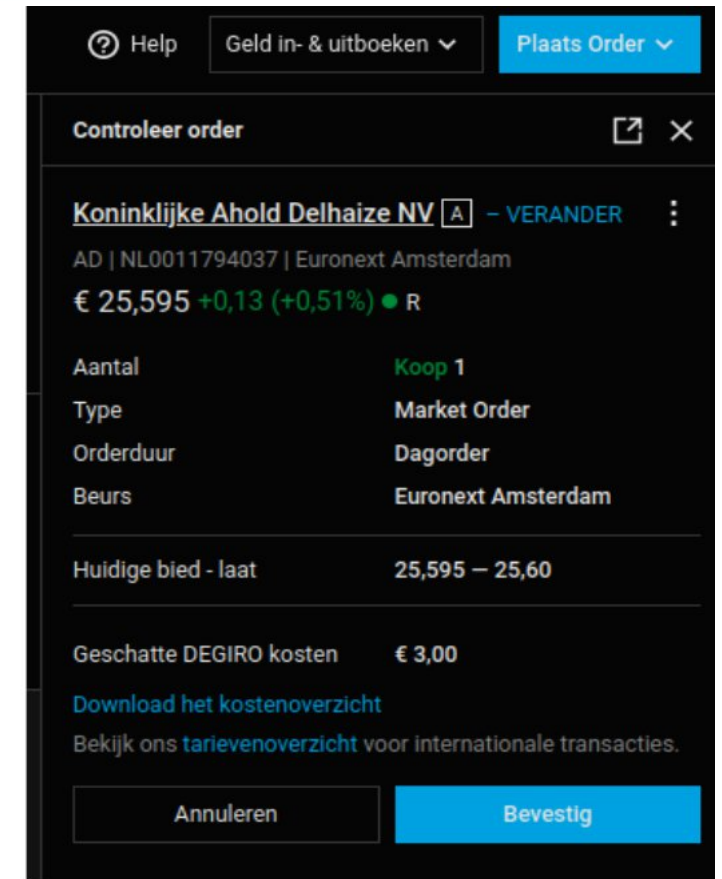 Help Geld in- & uitboeken Plaats Order
Controleer order
Koninklijke Ahold Delhaize NV A – VERANDER
AD | NL0011794037 | Euronext Amsterdam
€ 25,595 +0,13 (+0,51%) R
Aantal Koop 1
Type Market Order
Orderduur Dagorder
Beurs Euronext Amsterdam
Huidige bied - laat 25,595 — 25,60
Geschatte DEGIRO kosten € 3,00
Download het kostenoverzicht
Bekijk ons tarievenoverzicht voor internationale transacties.
Annuleren Bevestig